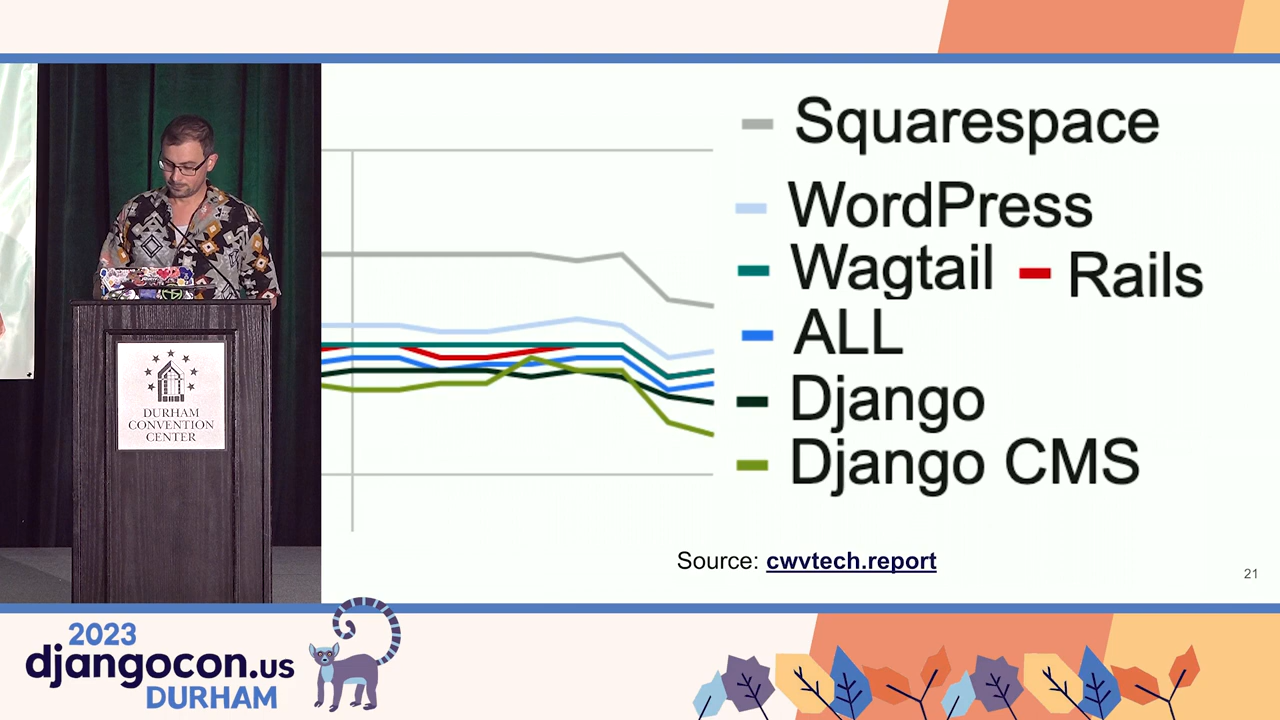 Squarespace
WordPress
Wagtail
Rails
ALL
Django
Django CMS
Source: cwvtech.report
21
DURHAM
CONVENTION
CENTER
2023
djangocon.us
DURHAM